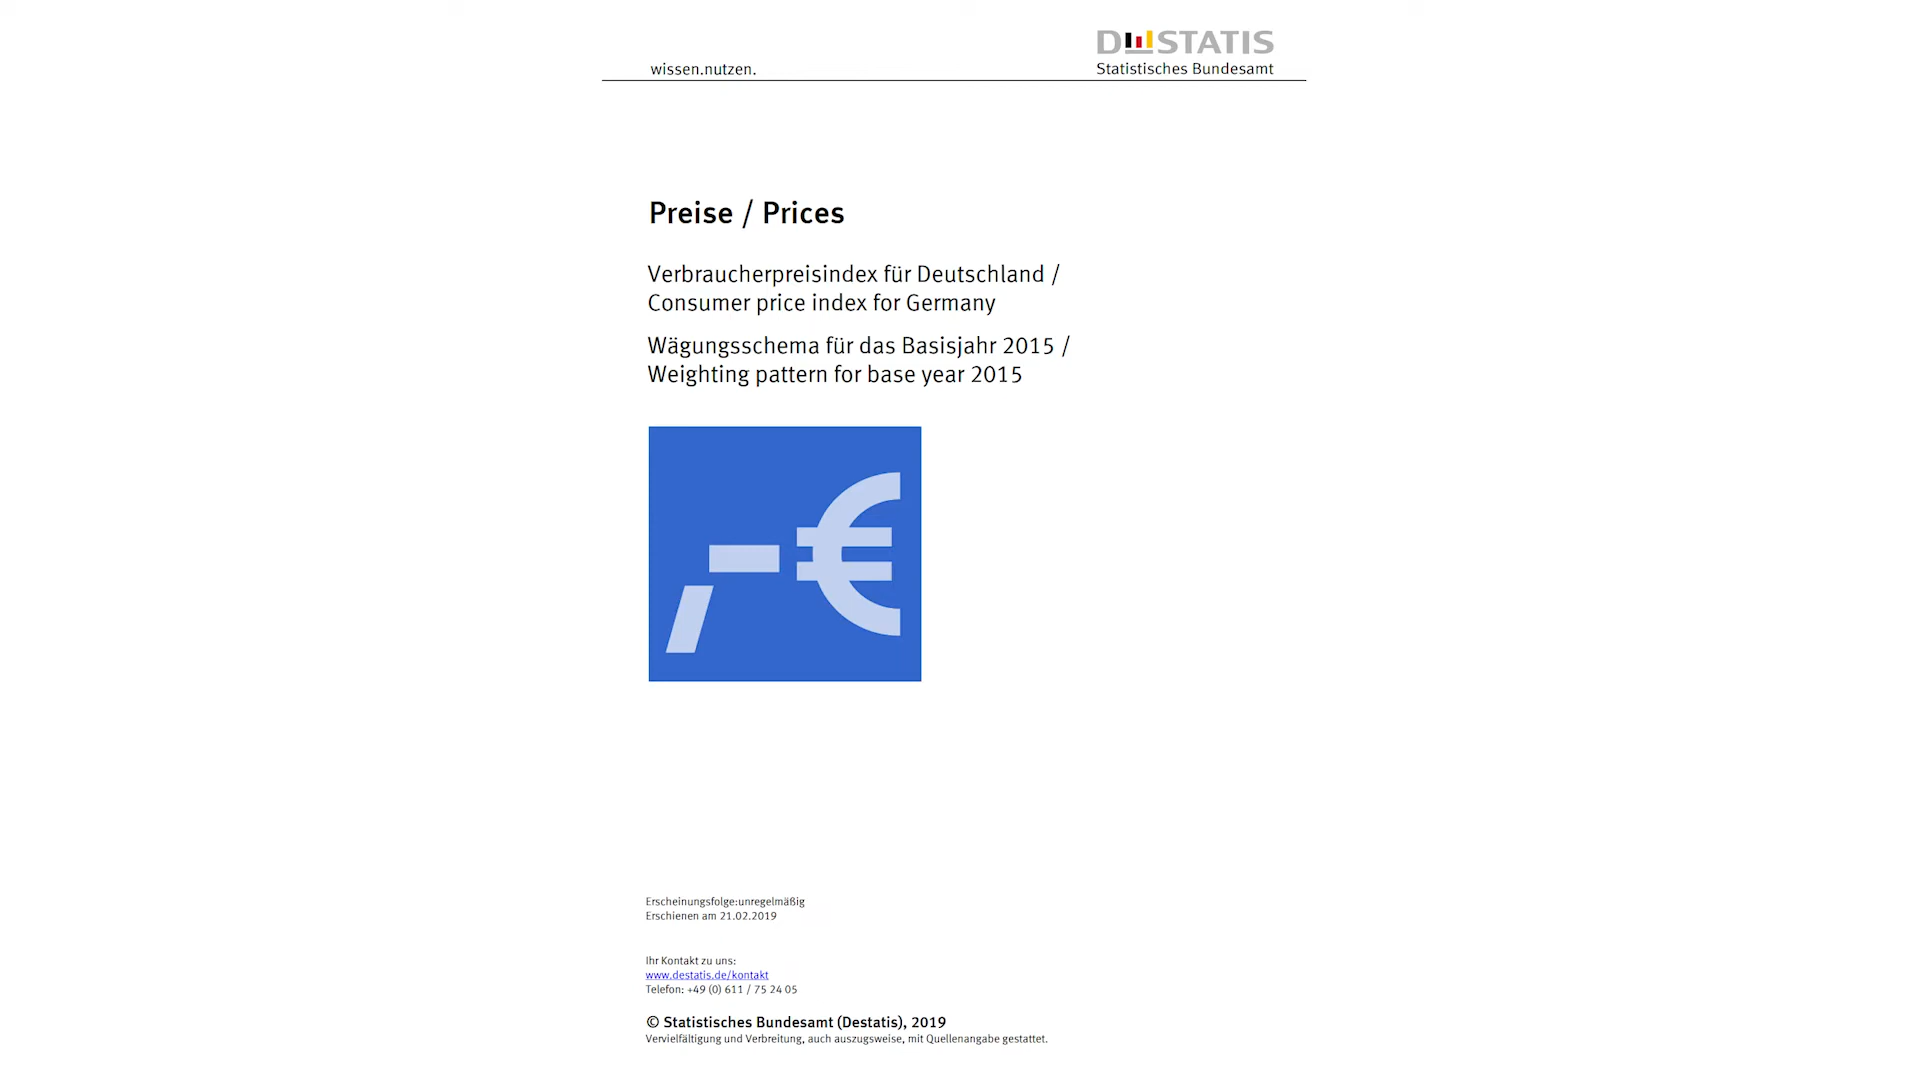 wissen.nutzen.
DESTATIS
Statistisches Bundesamt
Preise / Prices
Verbraucherpreisindex für Deutschland /
Consumer price index for Germany
Wägungsschema für das Basisjahr 2015 /
Weighting pattern for base year 2015
,-€
Erscheinungsfolge:unregelmäßig
Erschienen am 21.02.2019
Ihr Kontakt zu uns:
www.destatis.de/kontakt
Telefon: +49 (0) 611 / 75 24 05
© Statistisches Bundesamt (Destatis), 2019
Vervielfältigung und Verbreitung, auch auszugsweise, mit Quellenangabe gestattet.